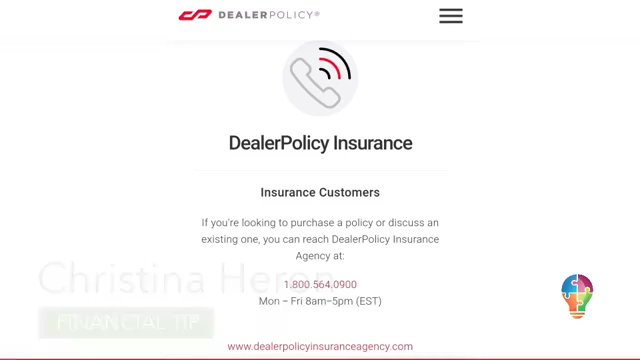 DEALERPOLICY®
DealerPolicy Insurance
Insurance Customers
If you're looking to purchase a policy or discuss an
existing one, you can reach DealerPolicy Insurance
Agency at:
Christina Heron
1.800.564.0900
Mon – Fri 8am–5pm (EST)
FINANCIAL TIP
www.dealerpolicyinsuranceagency.com